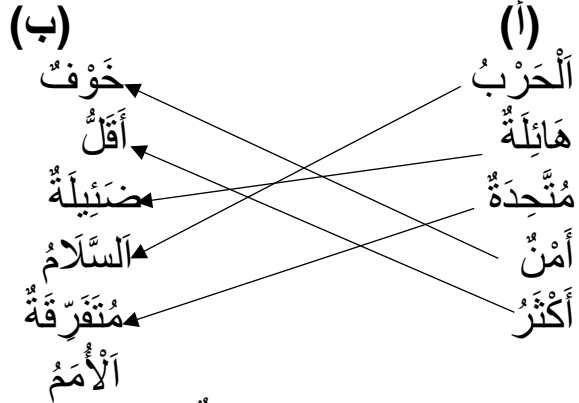 (أ) (ب)
اَلْحَرْبُ خَوْفٌ
هَائِلَةٌ أَقَلُّ
مُتَّحِدَةٌ ضَئِيلَةٌ
أَمْنٌ اَلسَّلَامُ
أَكْثَرُ مُتَفَرِّقَةٌ
اَلْأُمَمُ